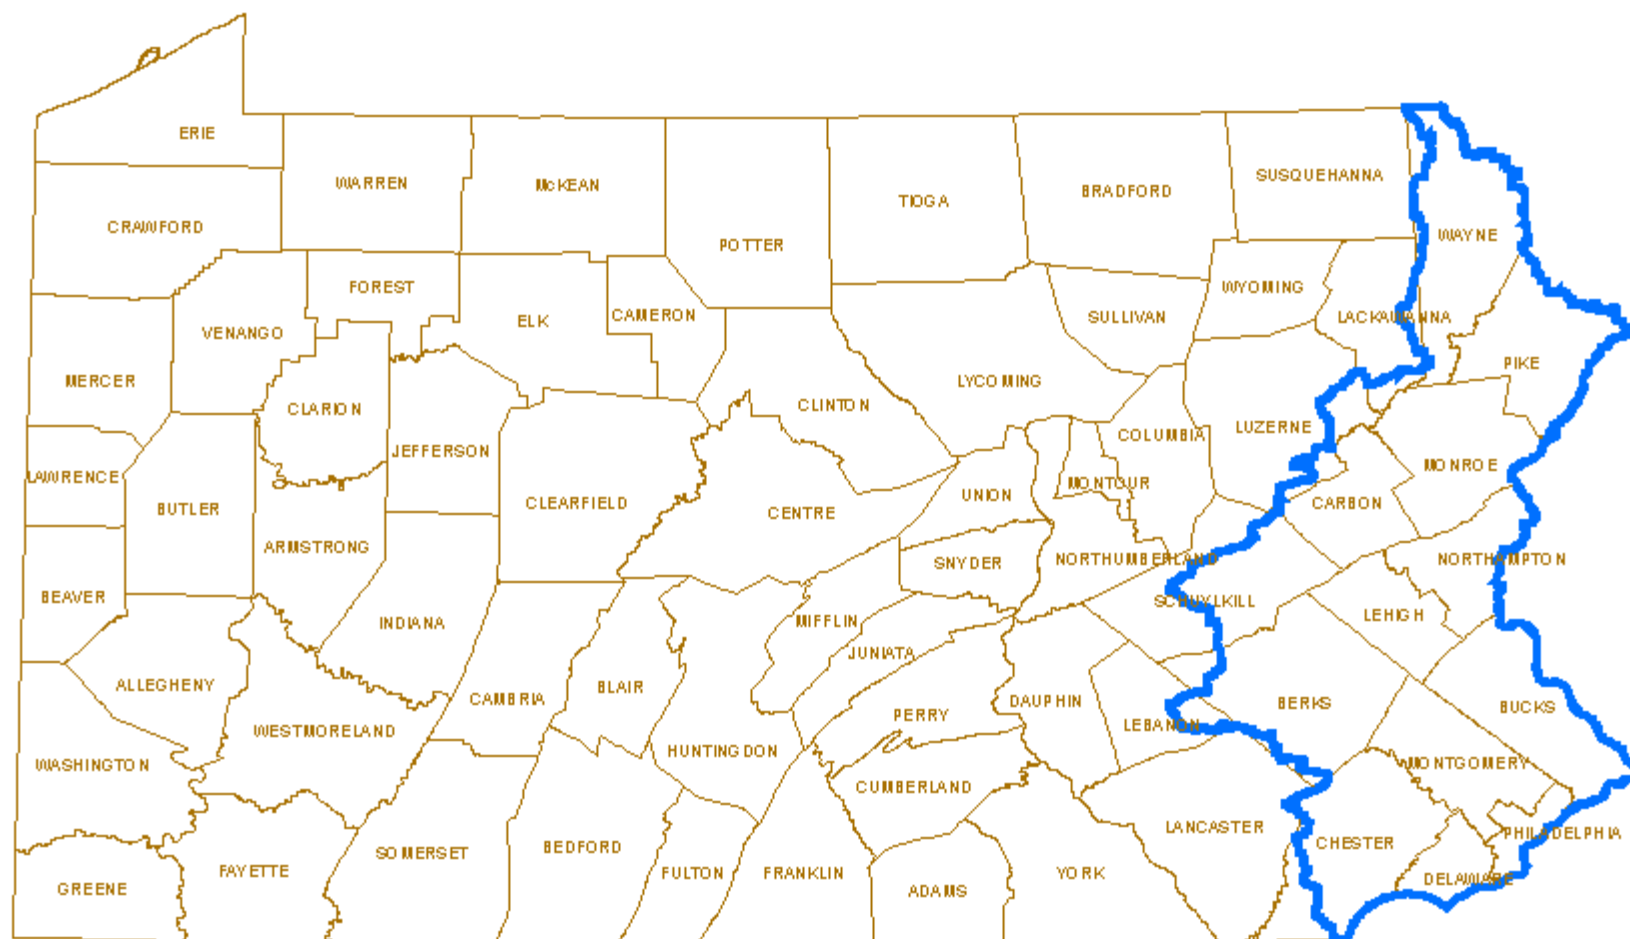 ERIE
WARREN
McKEAN
SUSQUEHANNA
TIOGA
BRADFORD
CRAWFORD
POTTER
WAYNE
FOREST
WYOMING
VENANGO
ELK
CAMERON
SULLIVAN
LACKAWANNA
MERCER
LYCOMING
PIKE
CLARION
CLINTON
JEFFERSON
COLUMBIA
LUZERNE
LAWRENCE
MONROE
BUTLER
CLEARFIELD
CENTRE
UNION
MONTOUR
CARBON
ARMSTRONG
SNYDER
NORTHUMBERLAND
NORTHAMPTON
BEAVER
INDIANA
MIFFLIN
SCHUYLKILL
LEHIGH
JUNIATA
ALLEGHENY
CAMBRIA
BLAIR
DAUPHIN
BERKS
BUCKS
WESTMORELAND
PERRY
LEBANON
HUNTINGDON
WASHINGTON
MONTGOMERY
CUMBERLAND
LANCASTER
PHILADELPHIA
SOMERSET
BEDFORD
CHESTER
GREENE
FAYETTE
FULTON
FRANKLIN
ADAMS
YORK
DELAWARE